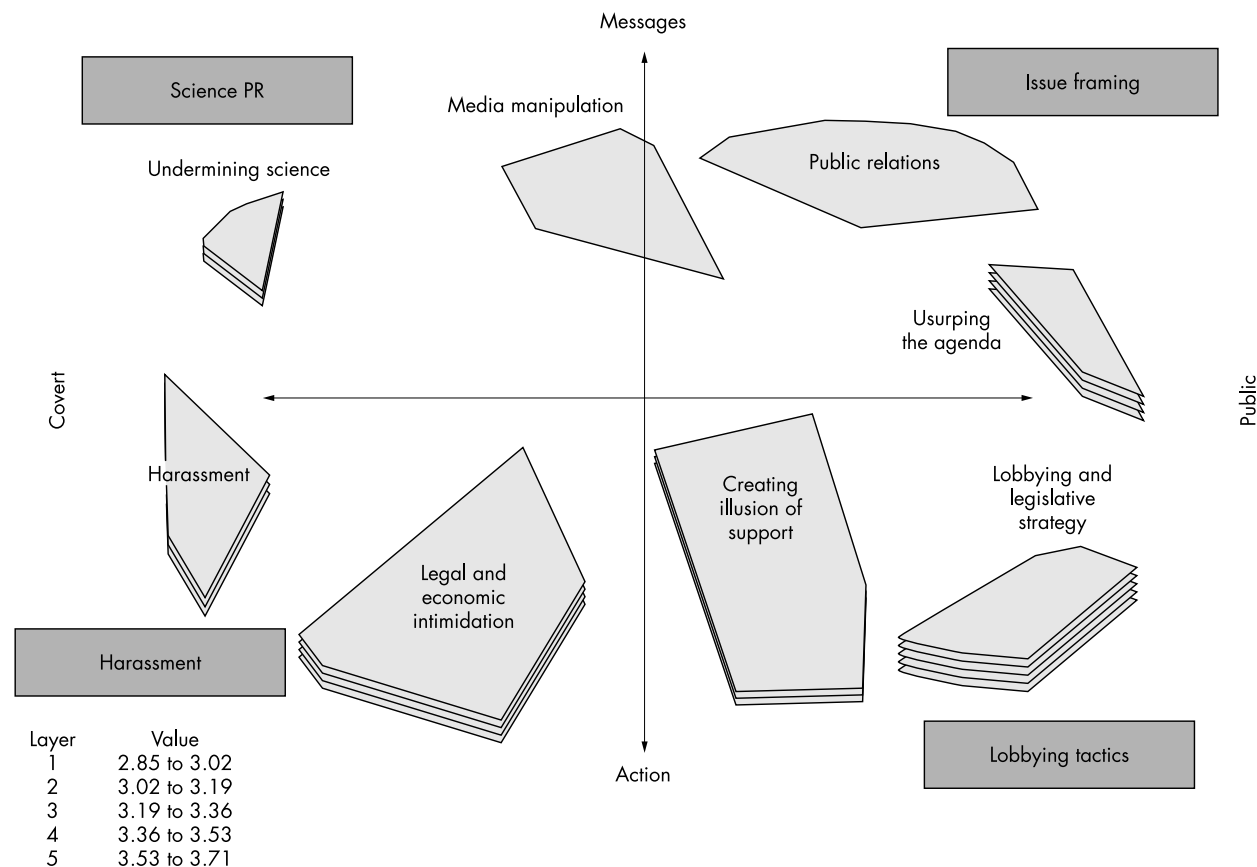 Messages
Science PR
Issue framing
Media manipulation
Public relations
Undermining science
Usurping
the agenda
Covert
Public
Harassment
Creating
illusion of
support
Lobbying and
legislative
strategy
Legal and
economic
intimidation
Harassment
Lobbying tactics
Action
Layer Value
1 2.85 to 3.02
2 3.02 to 3.19
3 3.19 to 3.36
4 3.36 to 3.53
5 3.53 to 3.71